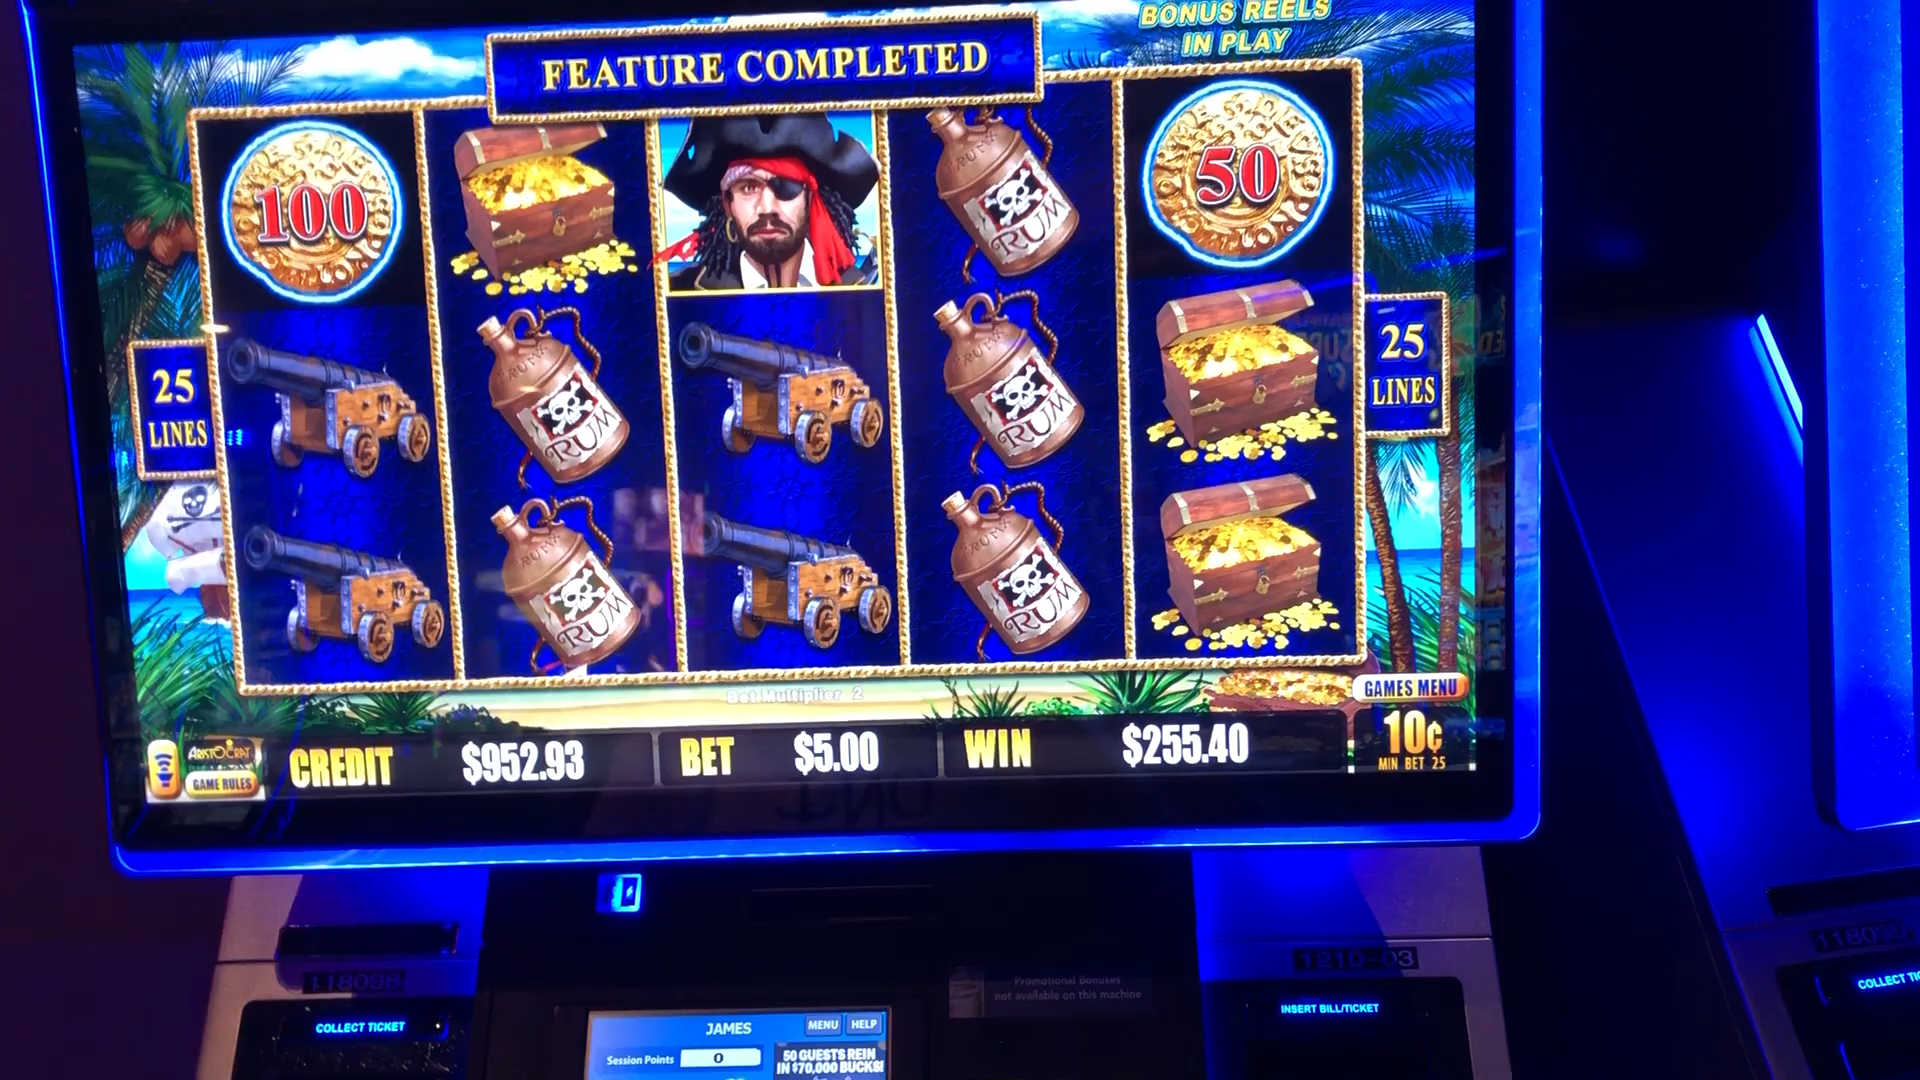 BONUS REELS
IN PLAY
FEATURE COMPLETED
100
50
RUM
25
LINES
RUM
RUM
25
LINES
RUM
RUM
Bet Multiplier 2
GAMES MENU
ARISTOCRAT
GAME RULES
CREDIT $952.93
BET $5.00
WIN $255.40
10¢
MIN BET 25
118098
1210-03
Promotional Bonuses
not available on this machine
COLLECT TICKET
INSERT BILL/TICKET
JAMES
MENU
HELP
Session Points 0
50 GUESTS REIN
IN $70,000 BUCKS!